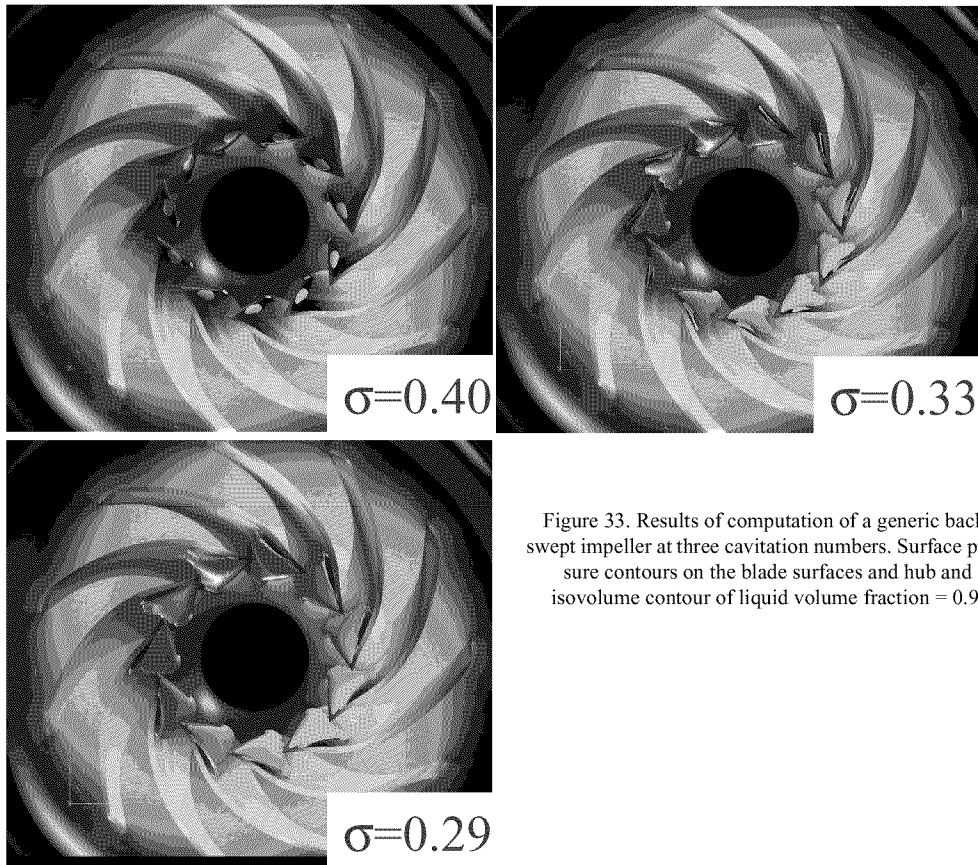 σ=0.40
σ=0.33
σ=0.29
Figure 33. Results of computation of a generic back
swept impeller at three cavitation numbers. Surface p
sure contours on the blade surfaces and hub and
isovolume contour of liquid volume fraction = 0.9